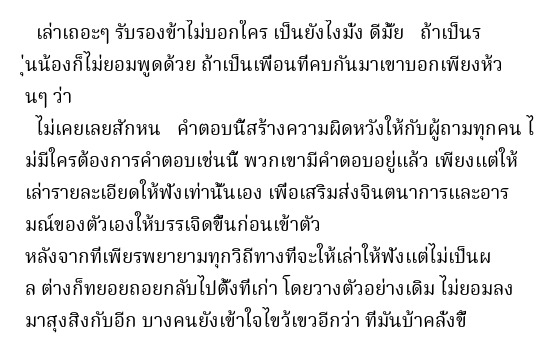 เล่าเถอะๆ รับรองข้าไม่บอกใคร เป็นยังไงมั่ง ดีมั้ย ถ้าเป็นร
ุ่นน้องก็ไม่ยอมพูดด้วย ถ้าเป็นเพื่อนที่คบกันมาเขาบอกเพียงห้ว
นๆ ว่า
ไม่เคยเลยสักหน คำตอบนี้สร้างความผิดหวังให้กับผู้ถามทุกคน ไ
ม่มีใครต้องการคำตอบเช่นนี้ พวกเขามีคำตอบอยู่แล้ว เพียงแต่ให้
เล่ารายละเอียดให้ฟังเท่านั้นเอง เพื่อเสริมส่งจินตนาการและอาร
มณ์ของตัวเองให้บรรเจิดขึ้นก่อนเข้าตัว
หลังจากที่เพียรพยายามทุกวิถีทางที่จะให้เล่าให้ฟังแต่ไม่เป็นผ
ล ต่างก็ทยอยถอยกลับไปตั้งที่เก่า โดยวางตัวอย่างเดิม ไม่ยอมลง
มาสุงสิงกับอีก บางคนยังเข้าใจไขว้เขวอีกว่า ที่มันบ้าคลั่งขี้